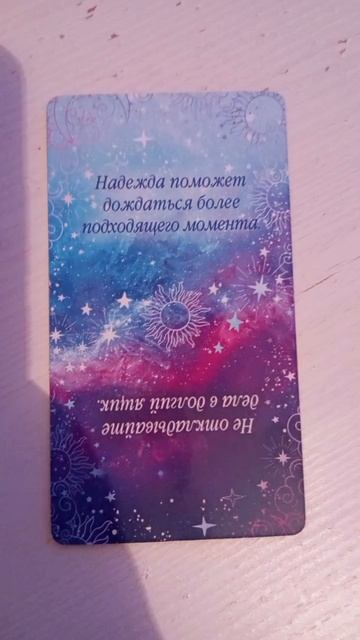 Надежда поможет
дождаться более
подходящего момента.
Не откладывайте
дела в долгий ящик.